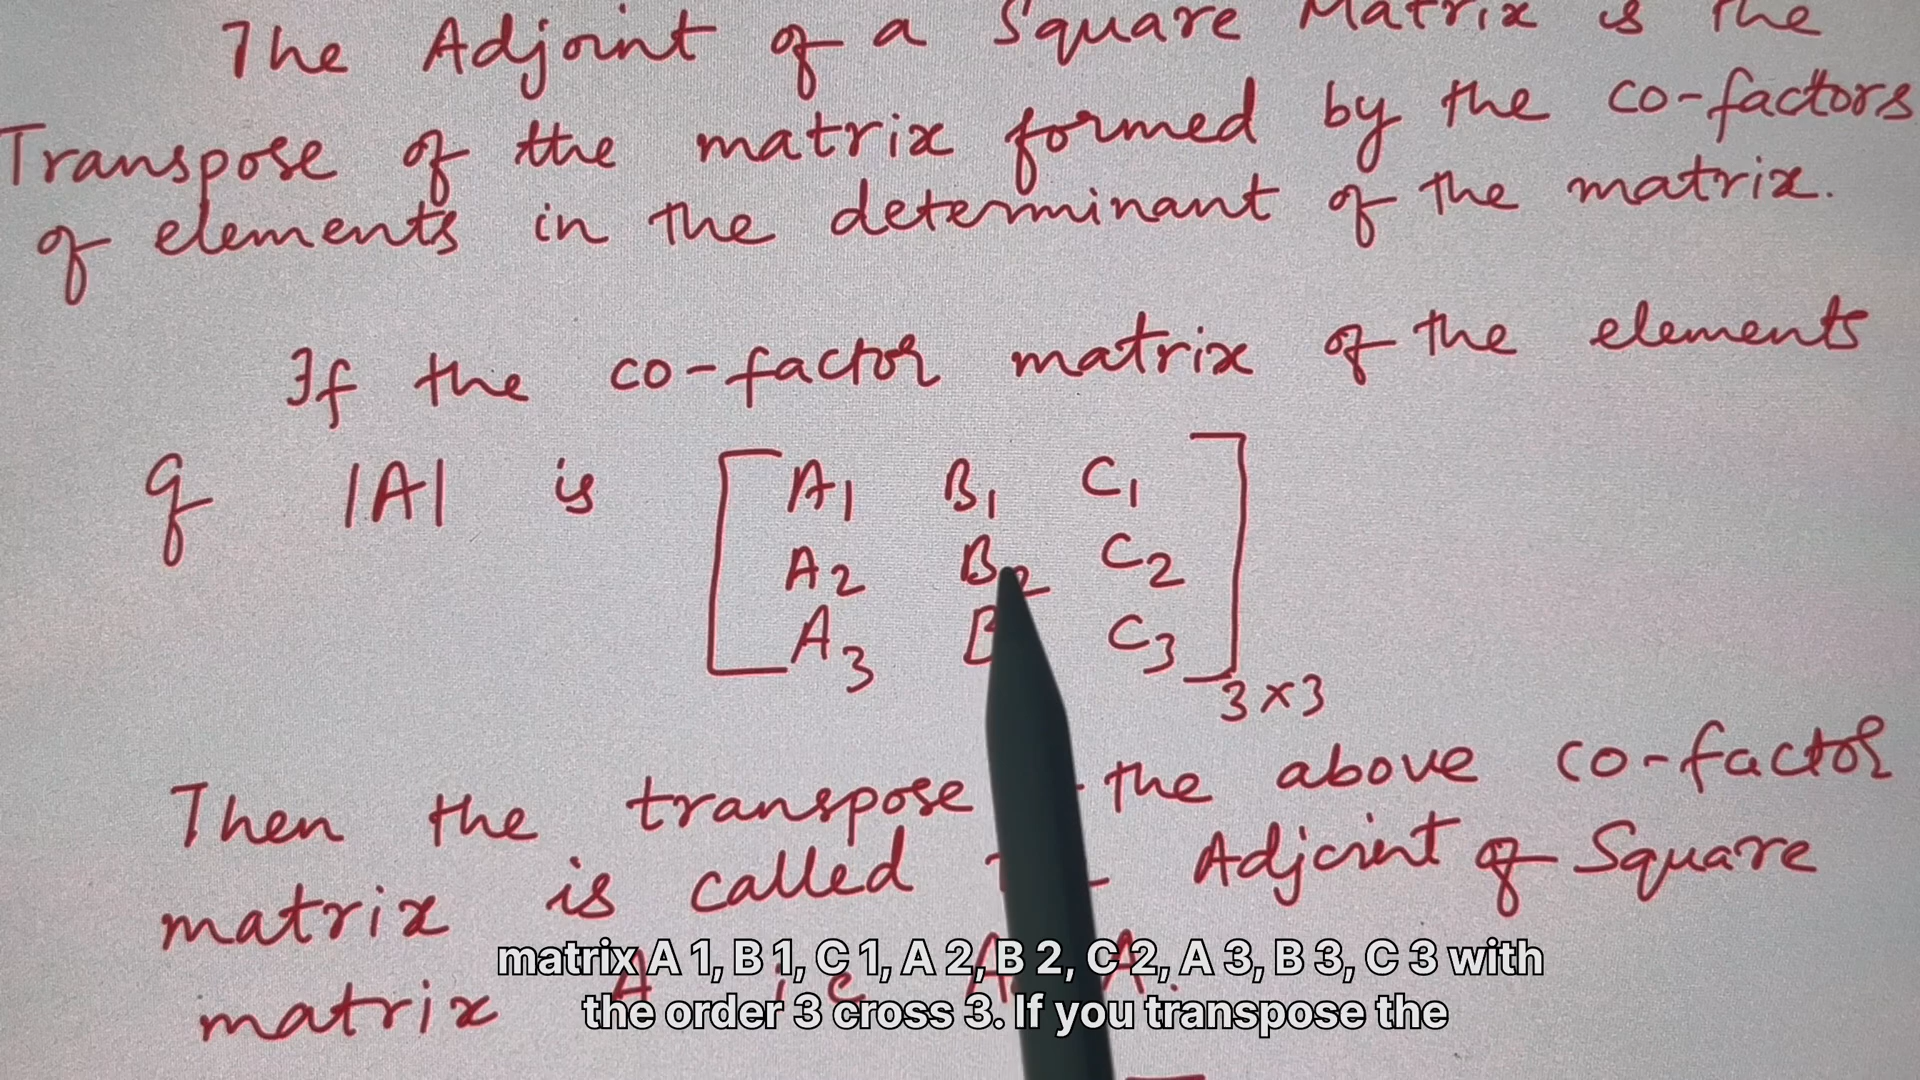 The Adjoint of a Square Matrix is the
Transpose of the matrix formed by the co-factors
of elements in the determinant of the matrix.
If the co-factor matrix of the elements
of |A| is
A1 B1 C1
A2 B2 C2
A3 B C3
3×3
Then the transpose the above co-factor
matrix is called Adjoint of Square
matrix A ie A.
matrix A 1, B 1, C 1, A 2, B 2, C 2, A 3, B 3, C 3 with
the order 3 cross 3. If you transpose the